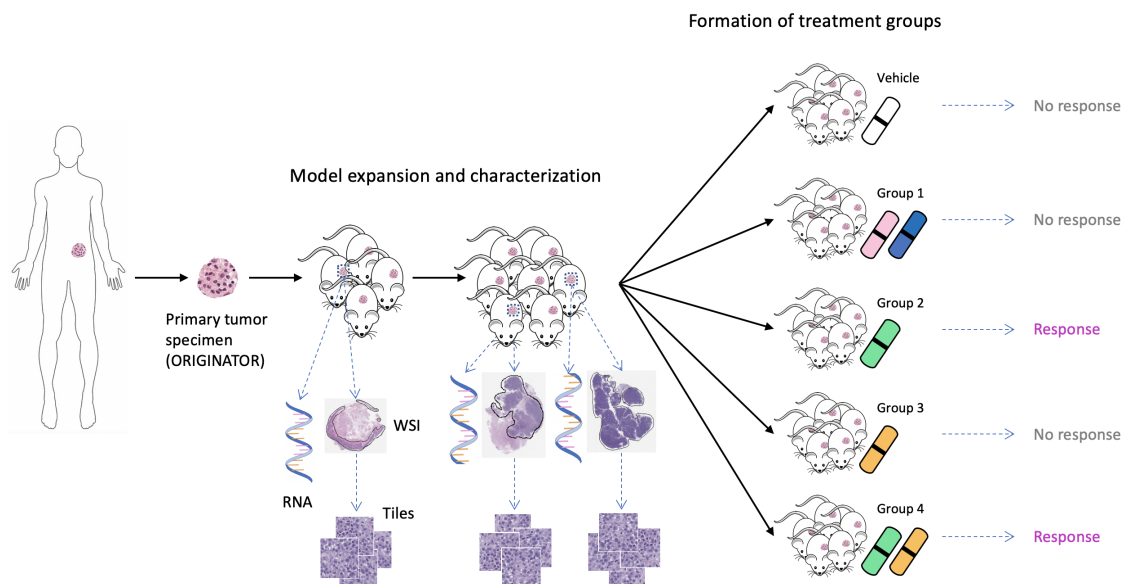 Formation of treatment groups
Vehicle
No response
Model expansion and characterization
Group 1
No response
Primary tumor
specimen
(ORIGINATOR)
Group 2
Response
WSI
Group 3
No response
RNA
Tiles
Group 4
Response